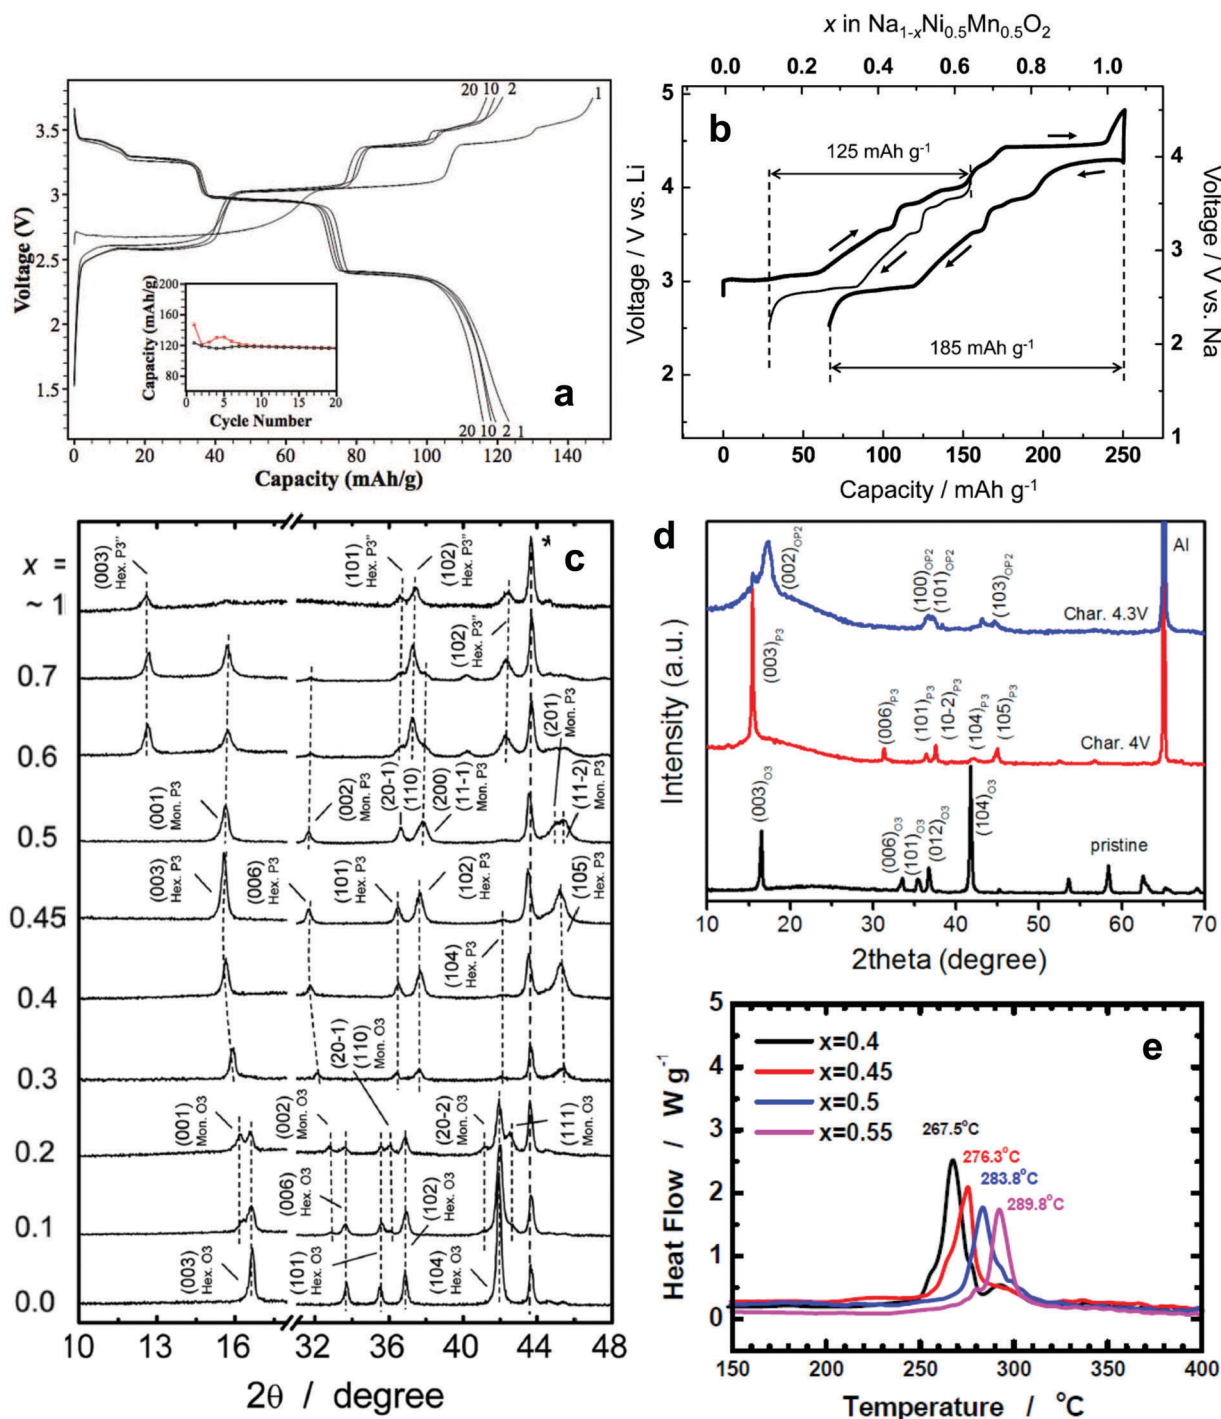 a
Voltage (V)
3.5
3.0
2.5
2.0
1.5
20 10 2 1
20 10 2 1
0 20 40 60 80 100 120 140
Capacity (mAh/g)
Capacity (mAh/g)
200
160
120
80
0 5 10 15 20
Cycle Number
x in Na1-xNi0.5Mn0.5O2
0.0 0.2 0.4 0.6 0.8 1.0
b
Voltage / V vs. Li
5
4
3
2
125 mAh g-1
185 mAh g-1
Voltage / V vs. Na
4
3
2
1
0 50 100 150 200 250
Capacity / mAh g-1
c
x =
~ 1
0.7
0.6
0.5
0.45
0.4
0.3
0.2
0.1
0.0
(003) Hex. P3"
(101) Hex. P3"
(102) Hex. P3"
*
(102) Hex. P3"
(201) Mon. P3
(001) Mon. P3
(002) Mon. P3
(20-1)
(110) Mon. P3
(200)
(11-1) Mon. P3
(11-2) Mon. P3
(003) Hex. P3
(006) Hex. P3
(101) Hex. P3
(102) Hex. P3
(105) Hex. P3
(104) Hex. P3
(20-1)
(110) Mon. O3
(001) Mon. O3
(002) Mon. O3
(20-2) Mon. O3
(111) Mon. O3
(006) Hex. O3
(102) Hex. O3
(003) Hex. O3
(101) Hex. O3
(104) Hex. O3
10 16 32 36 42 48
2θ / degree
d
Intensity (a.u.)
(002)OP2
(100)OP2
(101)OP2
(103)OP2
Al
Char. 4.3V
(003)P3
(006)P3
(101)P3
(10-2)P3
(104)P3
(105)P3
Char. 4V
(003)O3
(006)O3
(101)O3
(012)O3
(104)O3
pristine
10 20 30 40 50 60 70
2theta (degree)
e
Heat Flow / W g-1
5
4
3
2
1
0
x=0.4
x=0.45
x=0.5
x=0.55
267.5°C
276.3°C
283.8°C
289.8°C
150 200 250 300 350 400
Temperature / °C